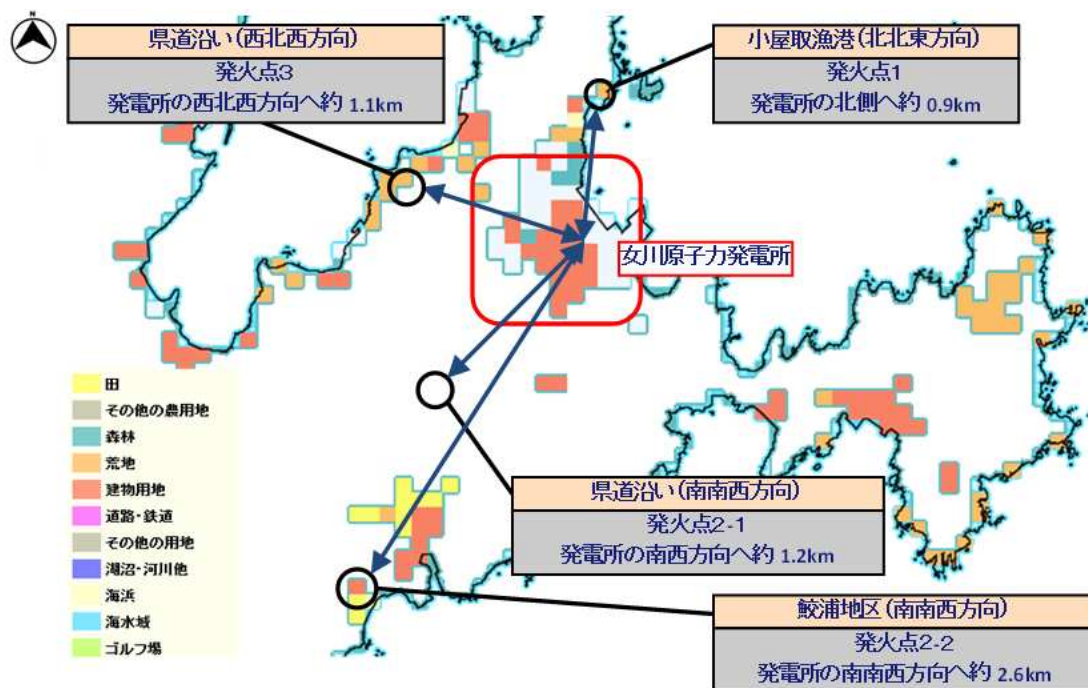 県道沿い(西北西方向)
発火点3
発電所の西北西方向へ約 1.1km
小屋取漁港(北北東方向)
発火点1
発電所の北側へ約 0.9km
女川原子力発電所
田
その他の農用地
森林
荒地
建物用地
道路・鉄道
その他の用地
湖沼・河川他
海浜
海水域
ゴルフ場
県道沿い(南南西方向)
発火点2-1
発電所の南西方向へ約 1.2km
鮫浦地区(南南西方向)
発火点2-2
発電所の南南西方向へ約 2.6km